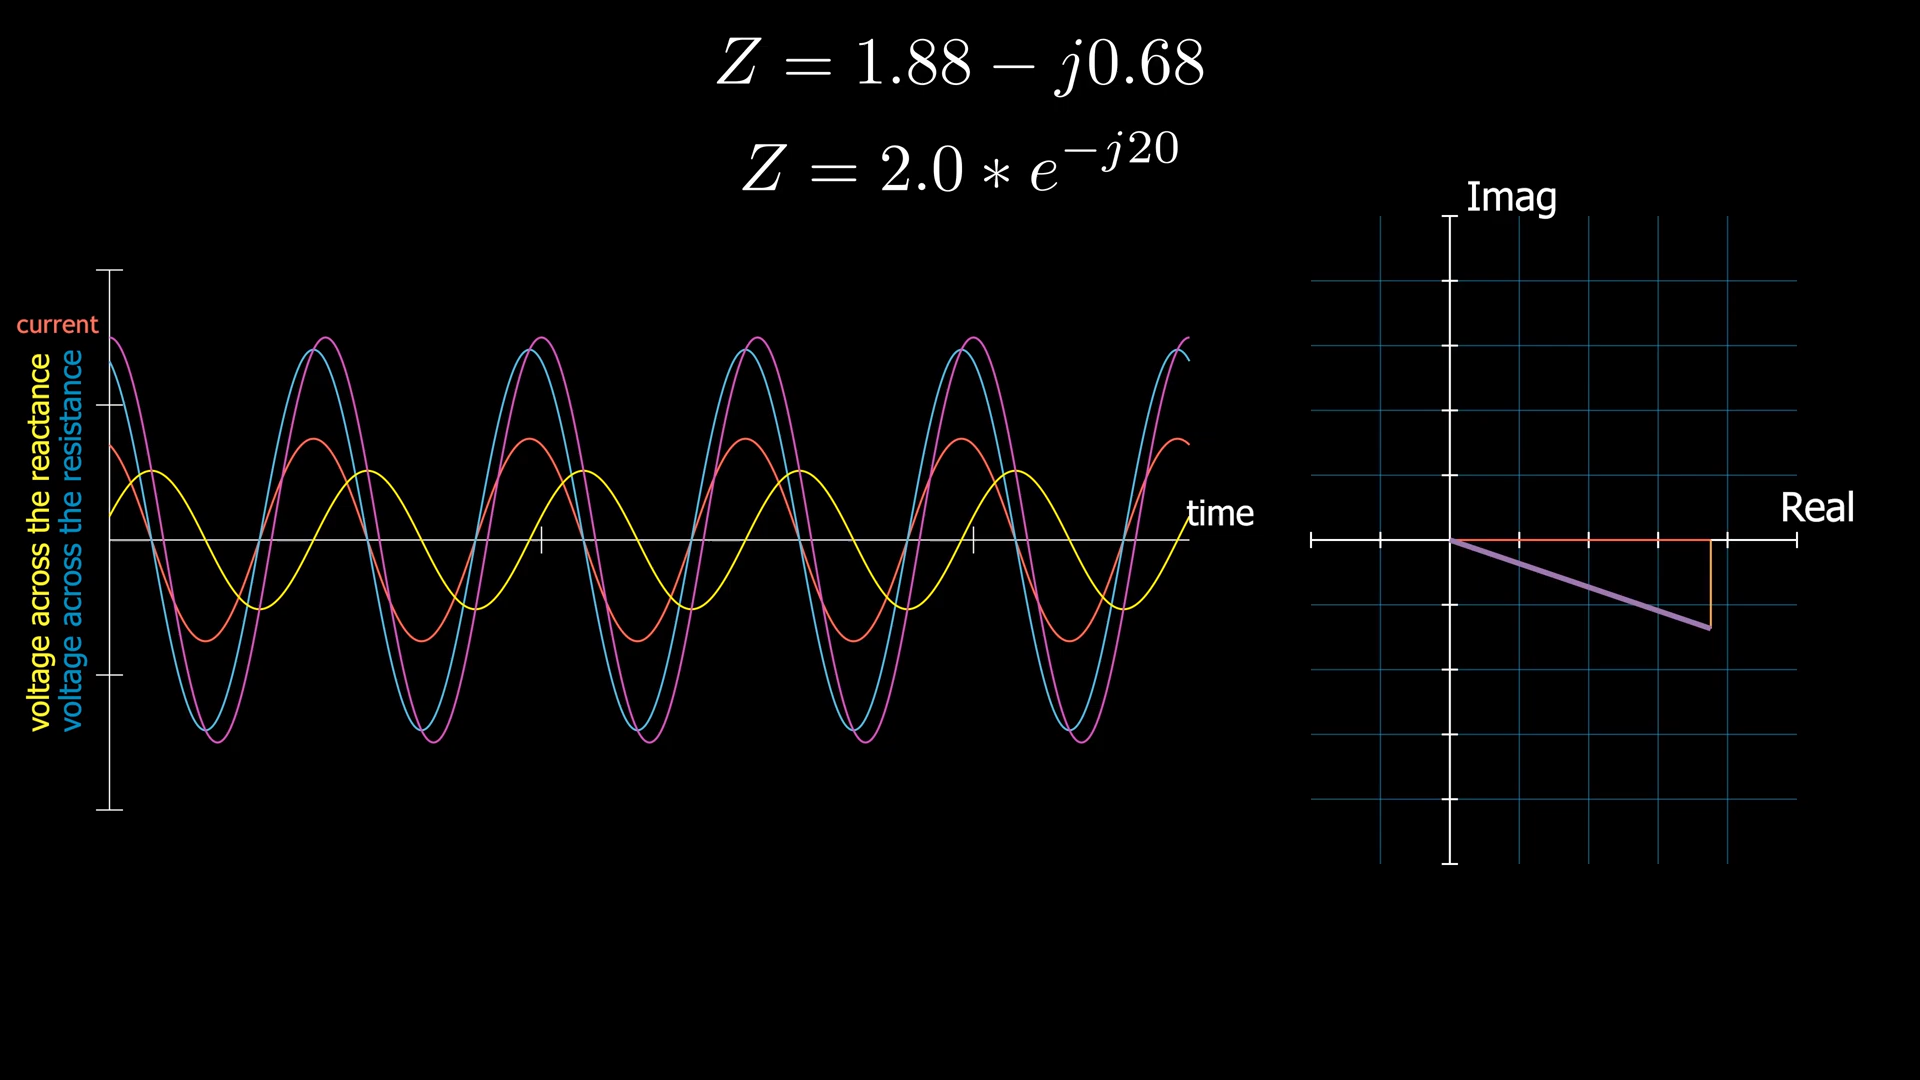 Z = 1.88 − j0.68
Z = 2.0 ∗ e^{−j20}
Imag
current
voltage across the reactance
voltage across the resistance
time
Real